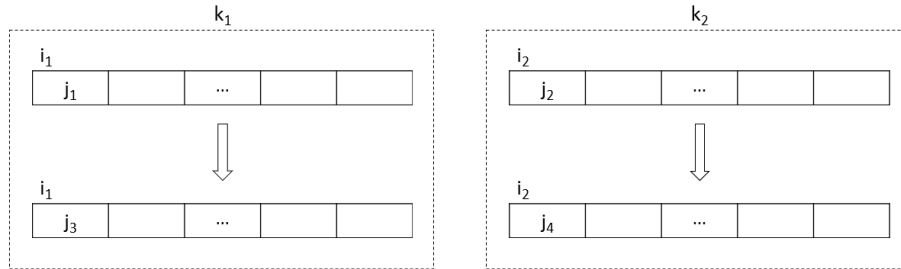 k₁ k₂
i₁ i₂
j₁ ... j₂ ...
i₁ i₂
j₃ ... j₄ ...